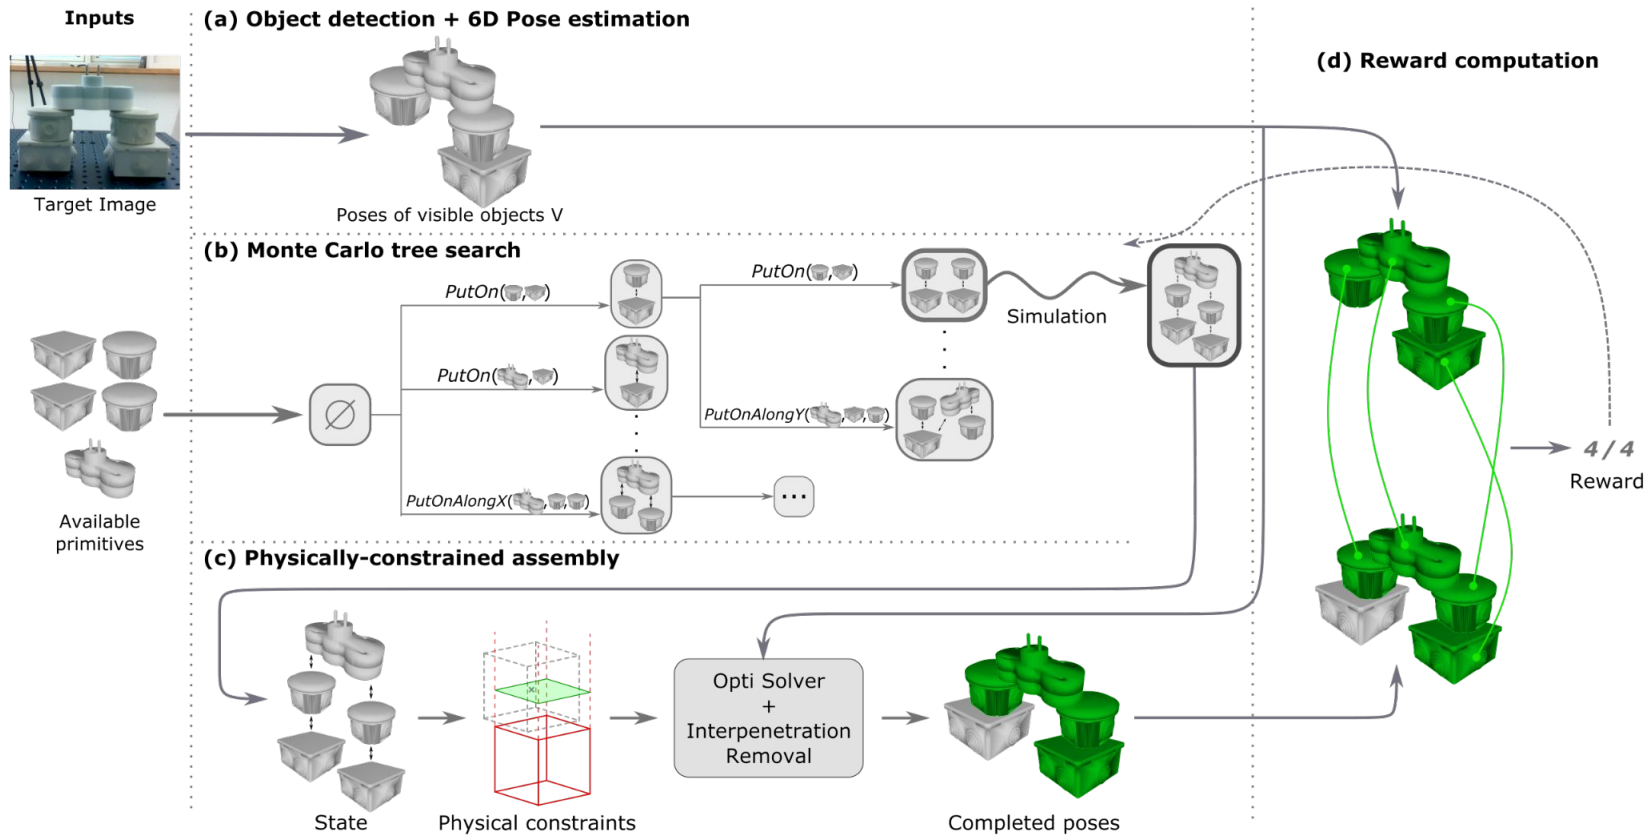 Inputs
(a) Object detection + 6D Pose estimation
(d) Reward computation
Target Image
Poses of visible objects V
(b) Monte Carlo tree search
PutOn( , )
PutOn( , )
Simulation
PutOn( , )
PutOnAlongY( , , )
∅
4/4
Reward
PutOnAlongX( , , )
...
Available
primitives
(c) Physically-constrained assembly
Opti Solver
+
Interpenetration
Removal
State
Physical constraints
Completed poses